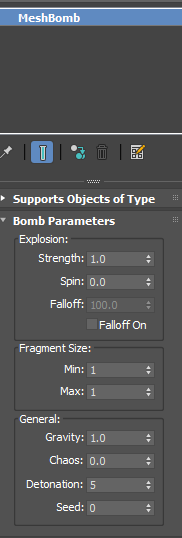 MeshBomb
Supports Objects of Type
Bomb Parameters
Explosion:
Strength: 1.0
Spin: 0.0
Falloff: 100.0
Falloff On
Fragment Size:
Min: 1
Max: 1
General:
Gravity: 1.0
Chaos: 0.0
Detonation: 5
Seed: 0